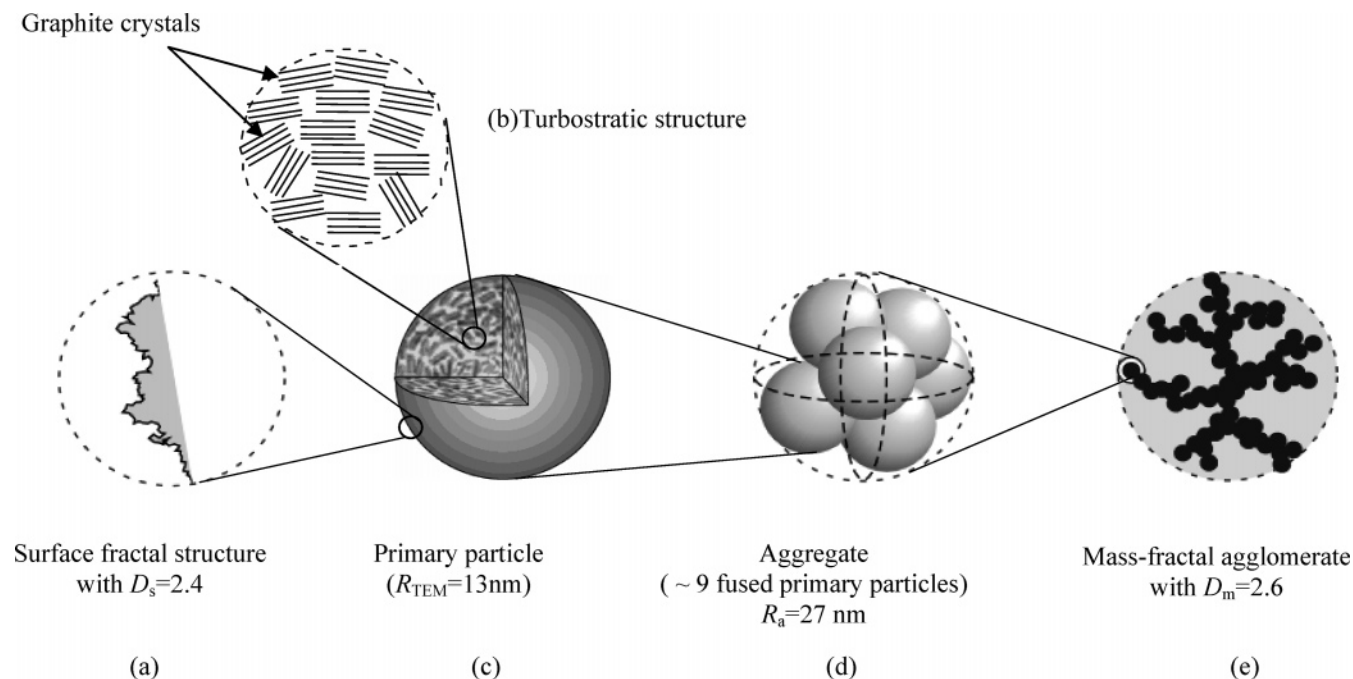 Graphite crystals
(b)Turbostratic structure
Surface fractal structure
with Ds=2.4
Primary particle
(RTEM=13nm)
Aggregate
( ~ 9 fused primary particles)
Ra=27 nm
Mass-fractal agglomerate
with Dm=2.6
(a)
(c)
(d)
(e)